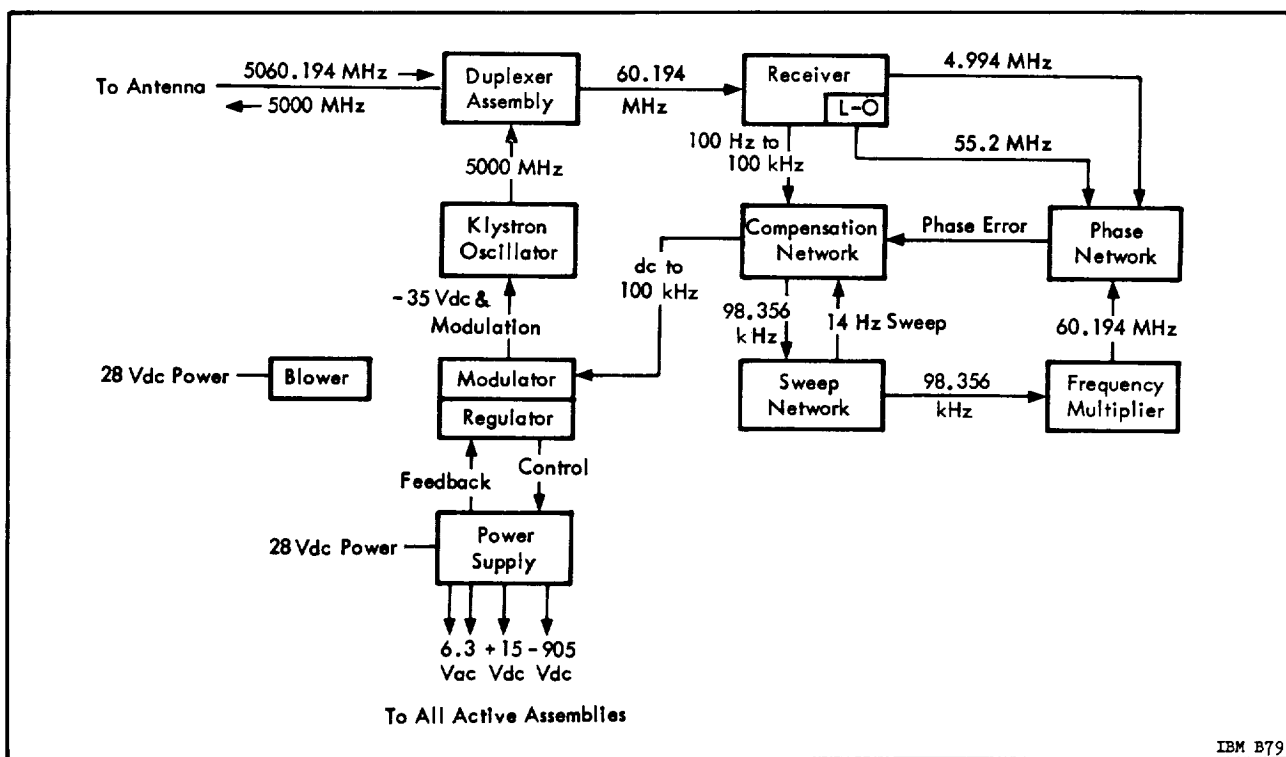 To Antenna
5060.194 MHz
5000 MHz
Duplexer
Assembly
60.194
MHz
Receiver
L-O
4.994 MHz
55.2 MHz
100 Hz to
100 kHz
5000 MHz
Klystron
Oscillator
Compensation
Network
Phase Error
Phase
Network
dc to
100 kHz
-35 Vdc &
Modulation
98.356
kHz
14 Hz Sweep
60.194 MHz
28 Vdc Power
Blower
Modulator
Regulator
Sweep
Network
98.356
kHz
Frequency
Multiplier
Feedback
Control
28 Vdc Power
Power
Supply
6.3 +15 -905
Vac Vdc Vdc
To All Active Assemblies
IBM B79